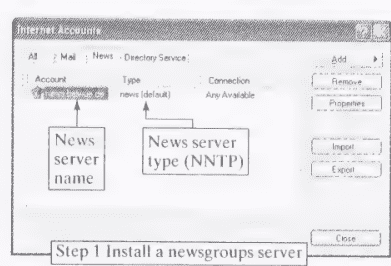 Internet Accounts
All Mail News Directory Service
Add
Account Type Connection
news (default) Any Available
Remove
Properties
News server name
News server type (NNTP)
Import
Export
Close
Step 1 Install a newsgroups server